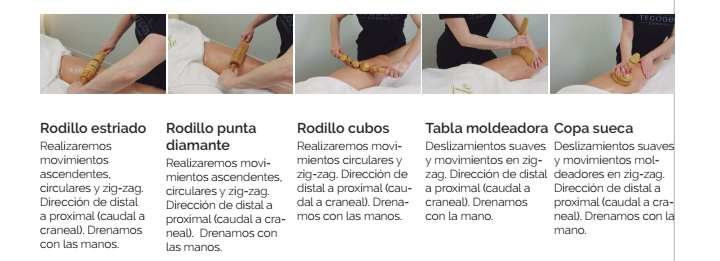 TEGODER
Rodillo estriado
Realizaremos
movimientos
ascendentes,
circulares y zig-zag.
Dirección de distal
a proximal (caudal a
craneal). Drenamos
con las manos.
Rodillo punta
diamante
Realizaremos movi-
mientos ascendentes,
circulares y zig-zag.
Dirección de distal a
proximal (caudal a cra-
neal).  Drenamos con
las manos.
Rodillo cubos
Realizaremos movi-
mientos circulares y
zig-zag. Dirección de
distal a proximal (cau-
dal a craneal). Drena-
mos con las manos.
Tabla moldeadora
Deslizamientos suaves
y movimientos en zig-
zag. Dirección de distal
a proximal (caudal a
craneal). Drenamos
con la mano.
Copa sueca
Deslizamientos suaves
y movimientos mol-
deadores en zig-zag.
Dirección de distal a
proximal (caudal a cra-
neal). Drenamos con la
mano.